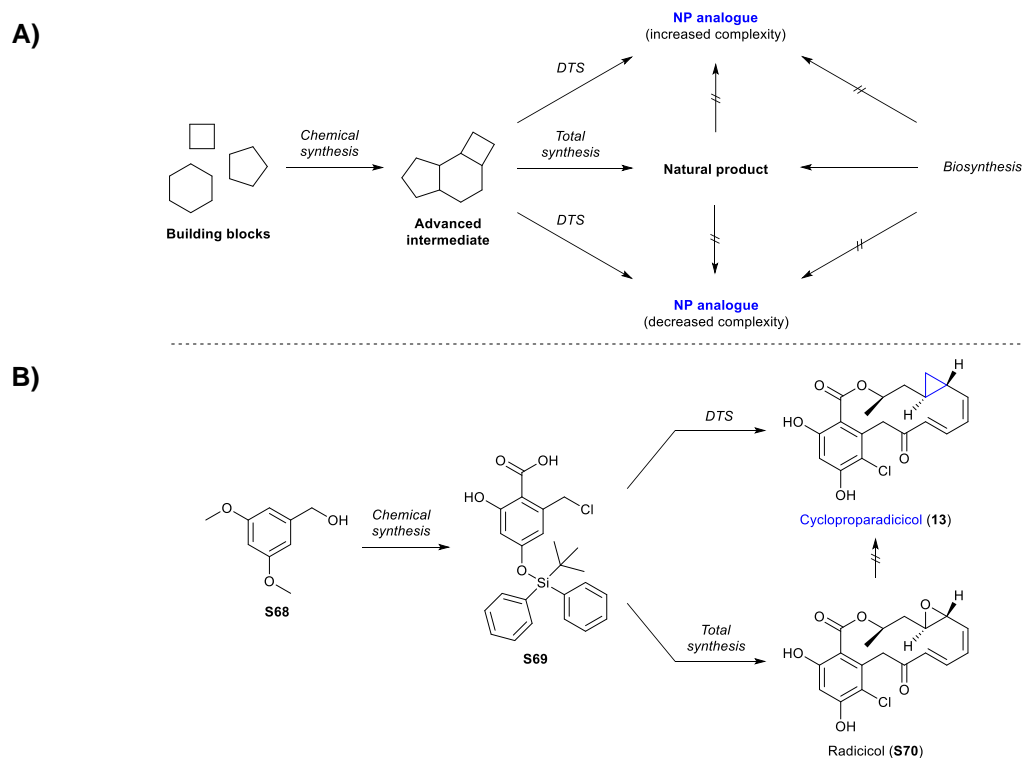 A)
NP analogue
(increased complexity)
DTS
Chemical
synthesis
Total
synthesis
Natural product
Biosynthesis
Building blocks
Advanced
intermediate
DTS
NP analogue
(decreased complexity)
B)
H
O
O
H
DTS
HO
O
Cl
OH
Cycloproparadicicol (13)
O
OH
HO
Cl
Chemical
synthesis
O
OH
O
S68
O
Si
S69
Total
synthesis
O
H
O
O
H
HO
O
Cl
OH
Radicicol (S70)